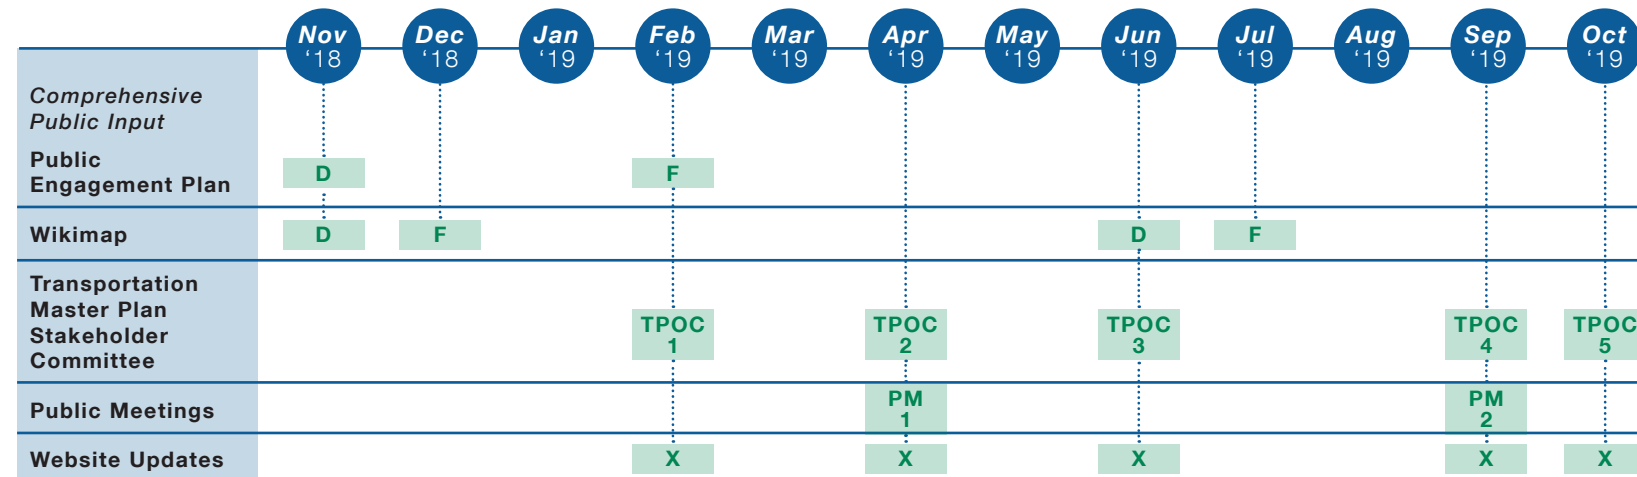 Nov Dec Jan Feb Mar Apr May Jun Jul Aug Sep Oct
‘18 ‘18 ‘19 ‘19 ‘19 ‘19 ‘19 ‘19 ‘19 ‘19 ‘19 ‘19
Comprehensive
Public Input
Public
Engagement Plan
D F
Wikimap D F D F
Transportation
Master Plan
Stakeholder
Committee
TPOC TPOC TPOC TPOC TPOC
1 2 3 4 5
Public Meetings
PM PM
1 2
Website Updates X X X X X